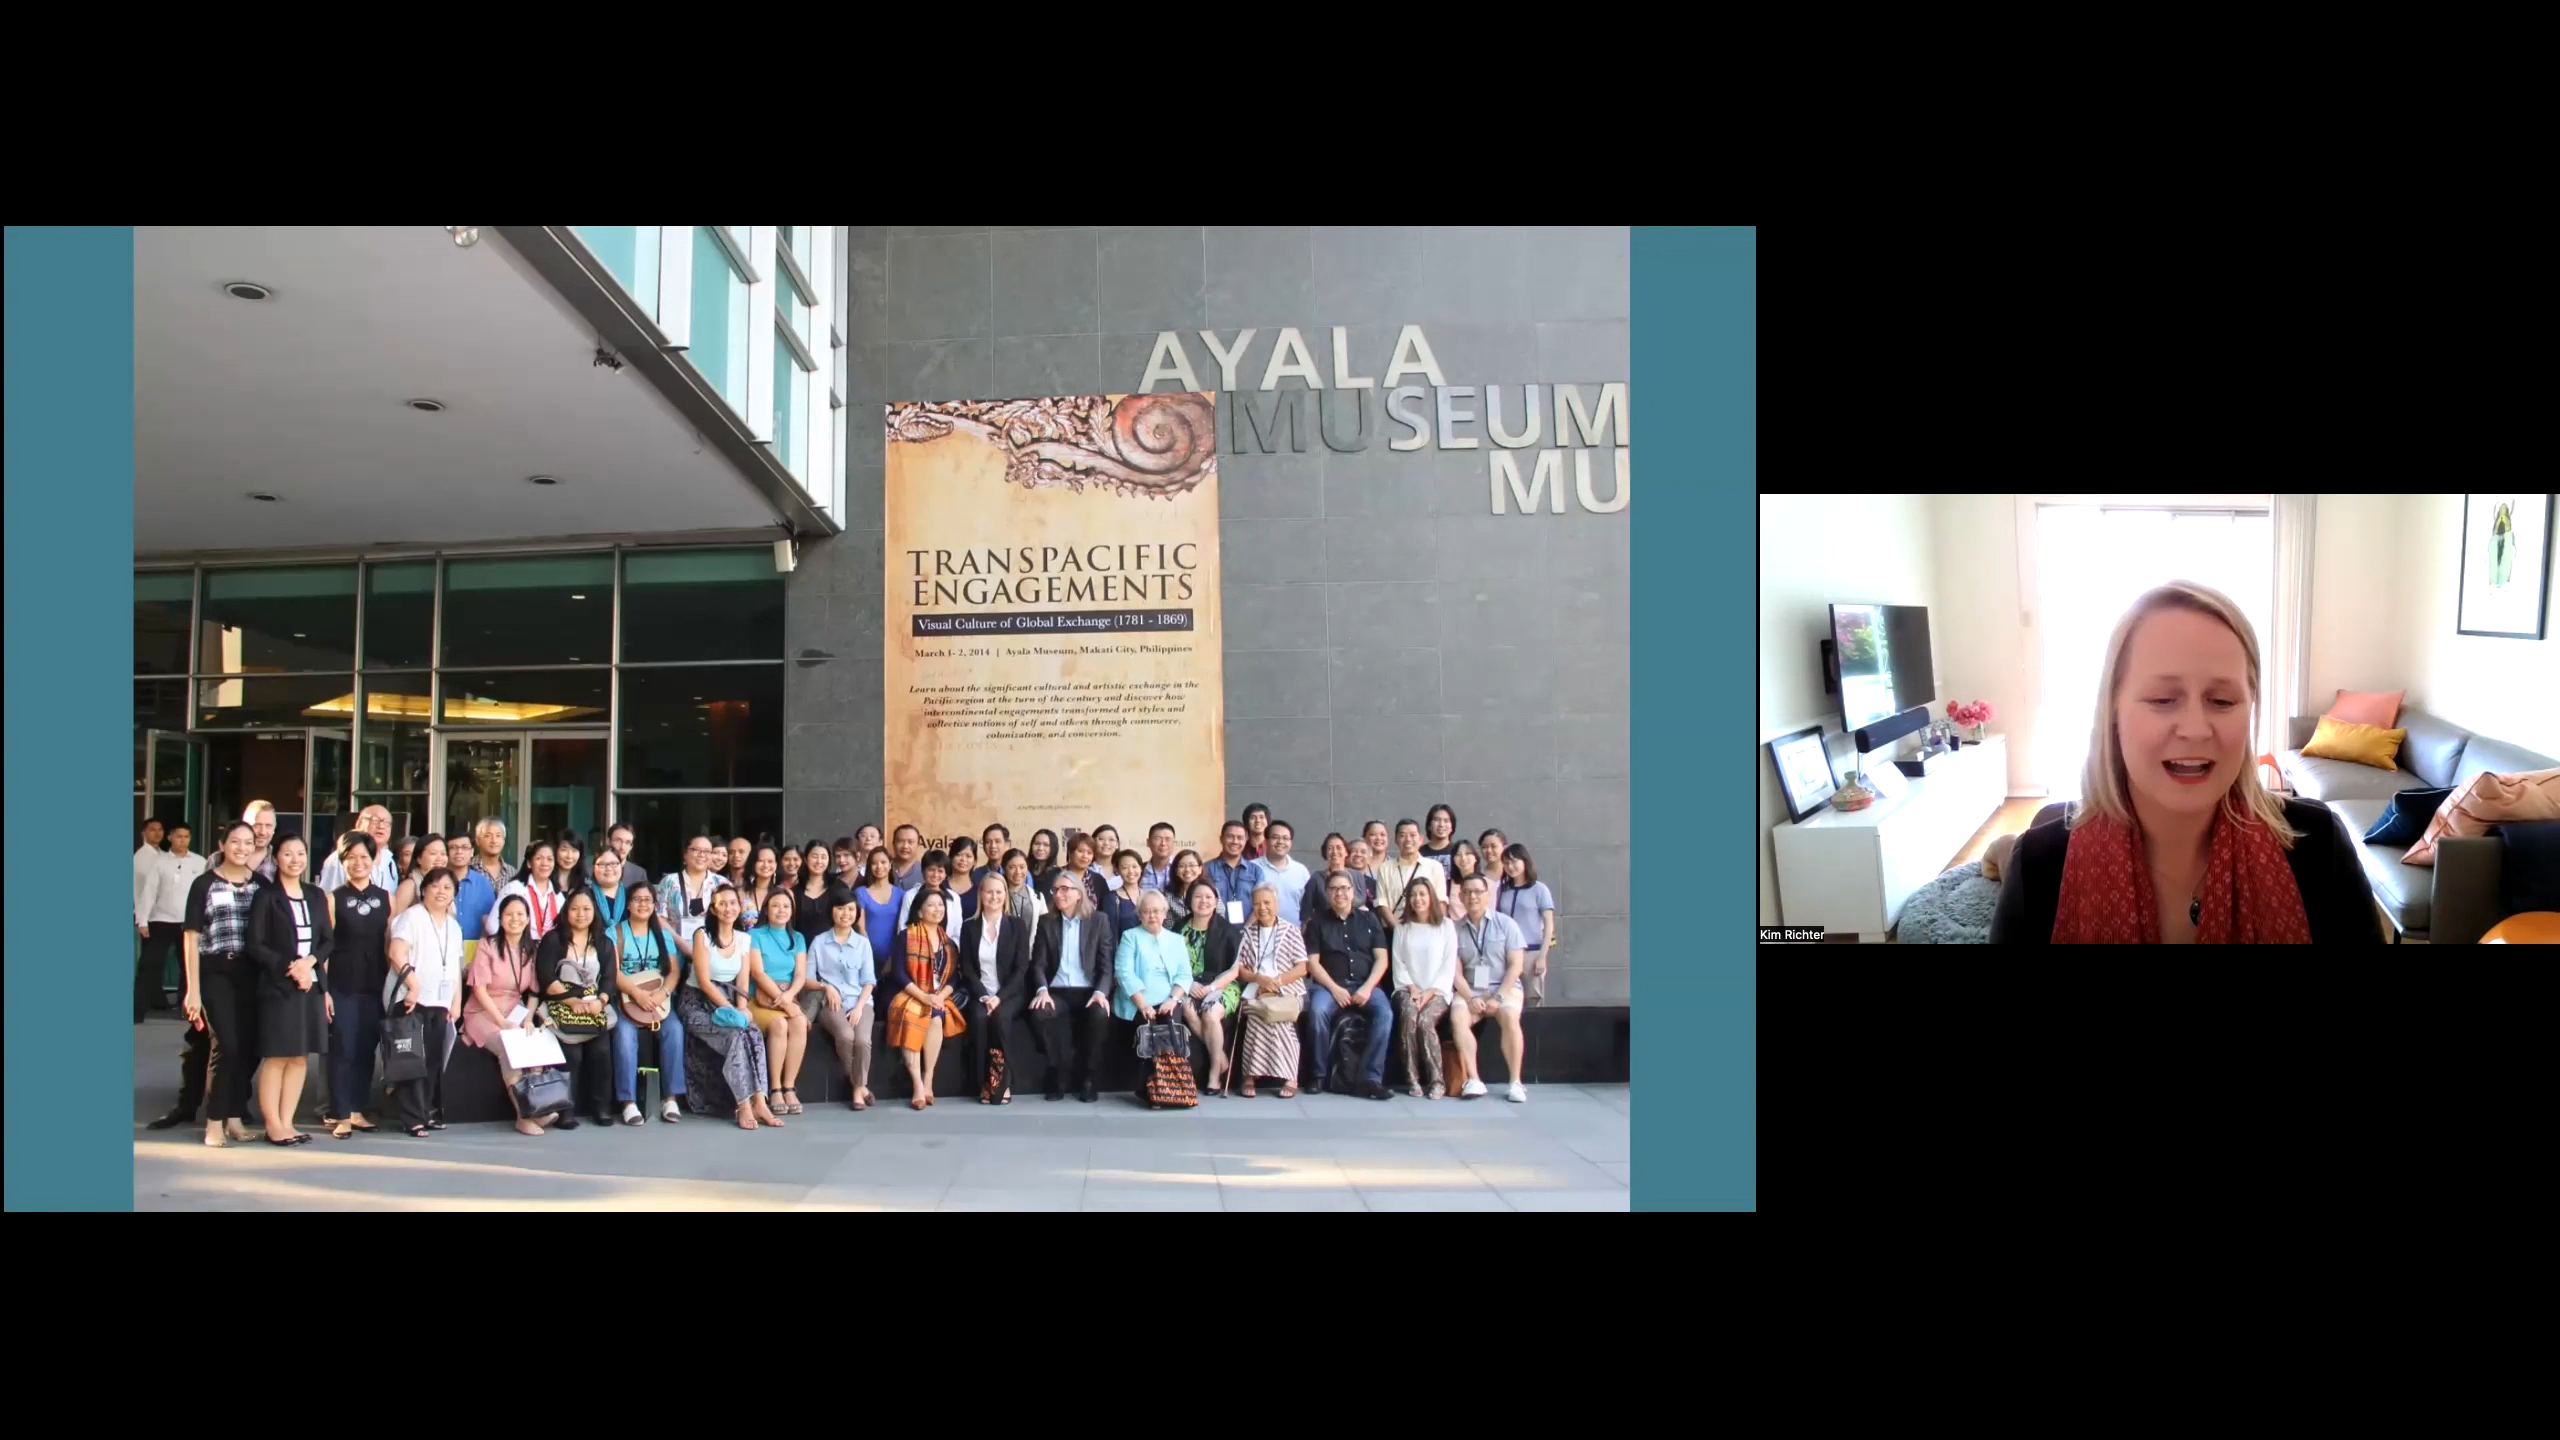 AYALA
MUSEUM
MU
TRANSPACIFIC
ENGAGEMENTS
Visual Culture of Global Exchange (1781 - 1869)
March 1- 2, 2014 | Ayala Museum, Makati City, Philippines
Learn about the significant cultural and artistic exchange in the
Pacific region at the turn of the century and discover how
intercontinental engagements transformed art styles and
collective notions of self and others through commerce,
colonization, and conversion.
Ayala
Kim Richter